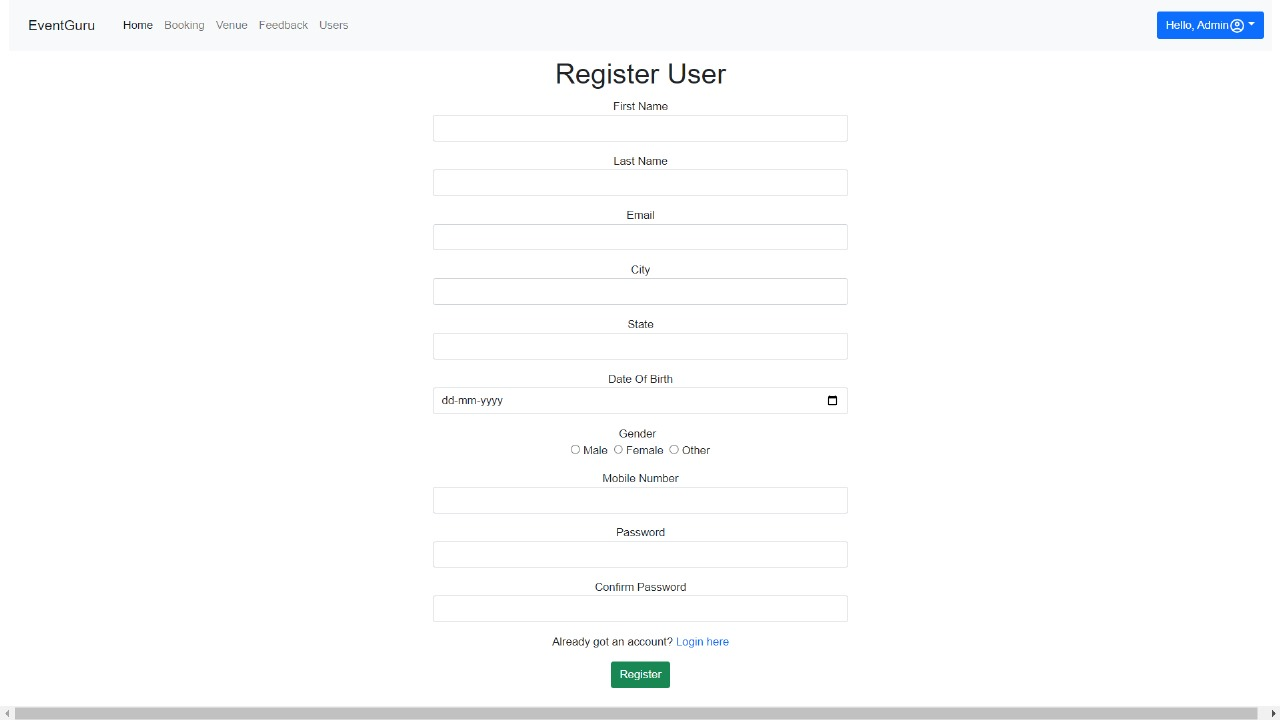 EventGuru Home Booking Venue Feedback Users Hello, Admin
Register User
First Name
Last Name
Email
City
State
Date Of Birth
dd-mm-yyyy
Gender
Male Female Other
Mobile Number
Password
Confirm Password
Already got an account? Login here
Register